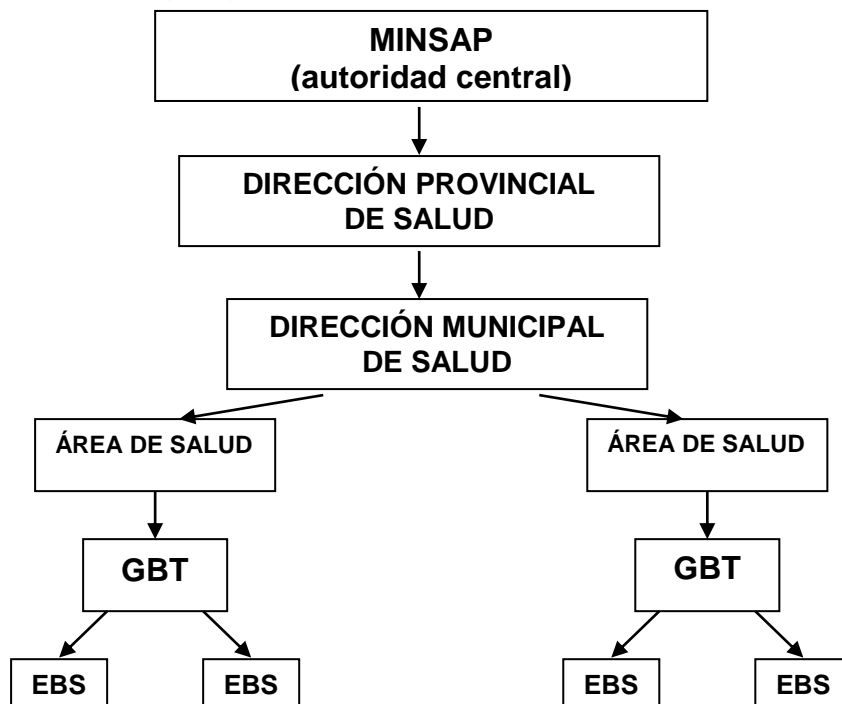 MINSAP
(autoridad central)
DIRECCIÓN PROVINCIAL
DE SALUD
DIRECCIÓN MUNICIPAL
DE SALUD
ÁREA DE SALUD
ÁREA DE SALUD
GBT
GBT
EBS
EBS
EBS
EBS